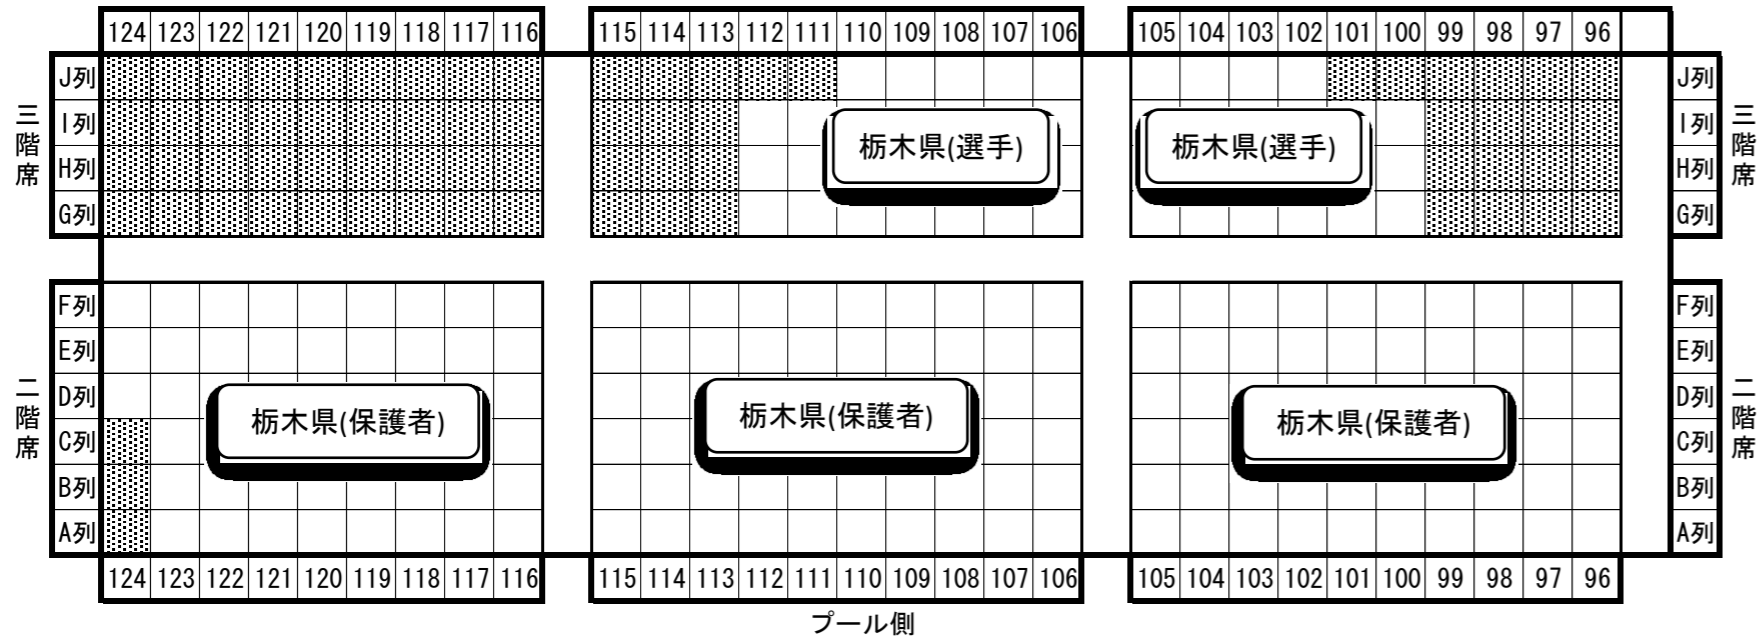 124 123 122 121 120 119 118 117 116 115 114 113 112 111 110 109 108 107 106 105 104 103 102 101 100 99 98 97 96
三階席
J列 J列
I列 I列
H列 H列
G列 G列
三階席
栃木県(選手) 栃木県(選手)
二階席
F列 F列
E列 E列
D列 D列
C列 C列
B列 B列
A列 A列
二階席
栃木県(保護者) 栃木県(保護者) 栃木県(保護者)
124 123 122 121 120 119 118 117 116 115 114 113 112 111 110 109 108 107 106 105 104 103 102 101 100 99 98 97 96
プール側